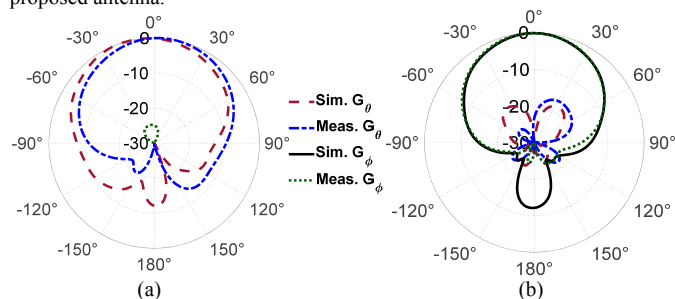 proposed antenna.
0°
-30° 0 30°
-60° -10 60°
-20
-90° -30 90°
-120° 120°
-150° 150°
180°
(a)
Sim. Gθ
Meas. Gθ
Sim. Gϕ
Meas. Gϕ
0°
-30° 0 30°
-60° -10 60°
-20
-90° -30 90°
-120° 120°
-150° 150°
180°
(b)